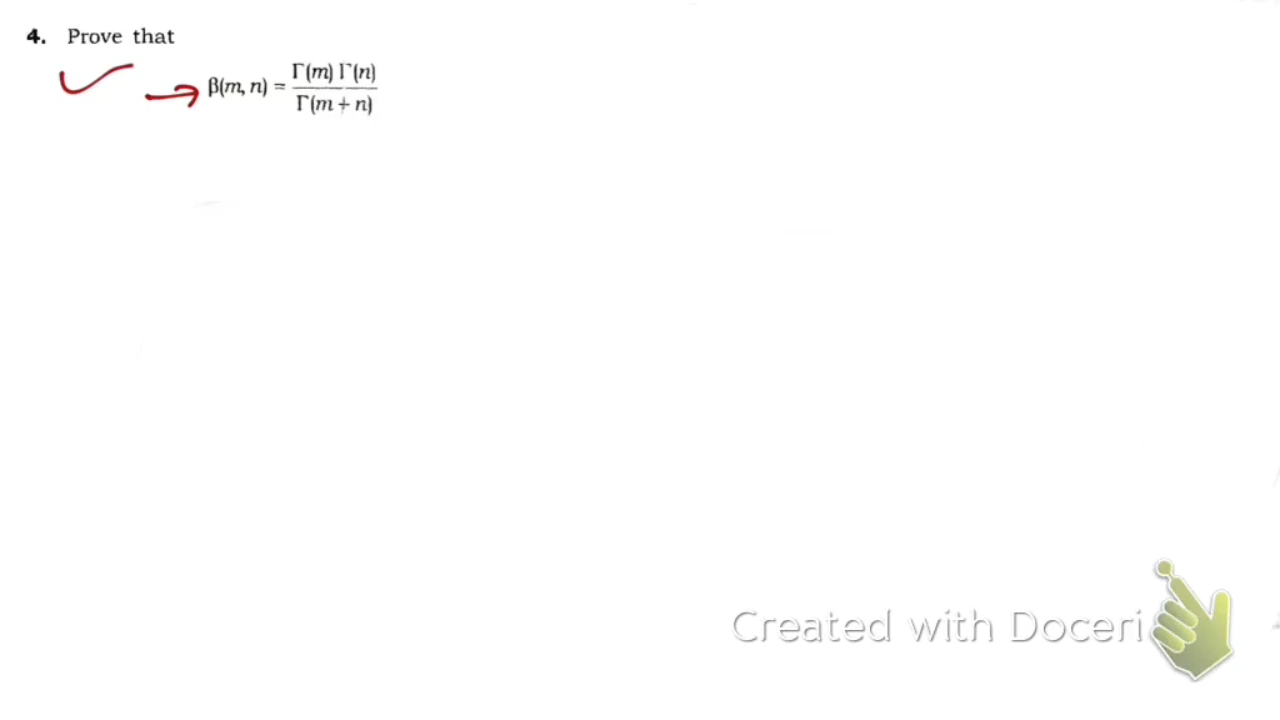 4. Prove that
β(m, n) = Γ(m) Γ(n) / Γ(m + n)
Created with Doceri